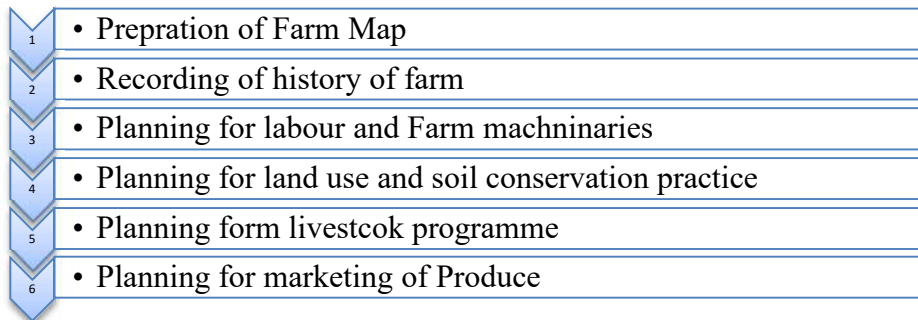 1 • Prepration of Farm Map
2 • Recording of history of farm
3 • Planning for labour and Farm machninaries
4 • Planning for land use and soil conservation practice
5 • Planning form livestcok programme
6 • Planning for marketing of Produce